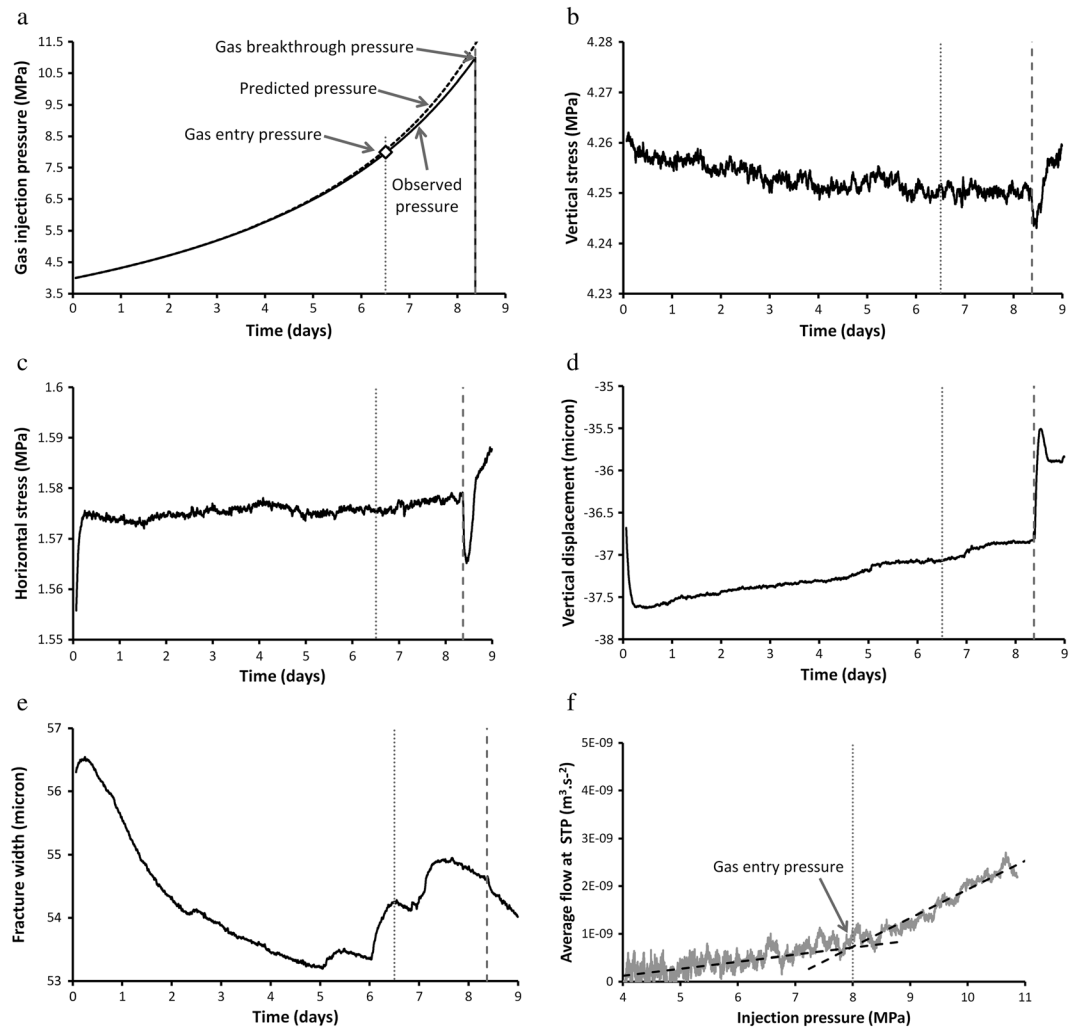 a
11.5
10.5
9.5
8.5
7.5
6.5
5.5
4.5
3.5
Gas injection pressure (MPa)
Gas breakthrough pressure
Predicted pressure
Gas entry pressure
Observed
pressure
0 1 2 3 4 5 6 7 8 9
Time (days)
b
4.28
4.27
4.26
4.25
4.24
4.23
Vertical stress (MPa)
0 1 2 3 4 5 6 7 8 9
Time (days)
c
1.6
1.59
1.58
1.57
1.56
1.55
Horizontal stress (MPa)
0 1 2 3 4 5 6 7 8 9
Time (days)
d
-35
-35.5
-36
-36.5
-37
-37.5
-38
Vertical displacement (micron)
0 1 2 3 4 5 6 7 8 9
Time (days)
e
57
56
55
54
53
Fracture width (micron)
0 1 2 3 4 5 6 7 8 9
Time (days)
f
5E-09
4E-09
3E-09
2E-09
1E-09
0
Average flow at STP (m³.s⁻²)
Gas entry pressure
4 5 6 7 8 9 10 11
Injection pressure (MPa)